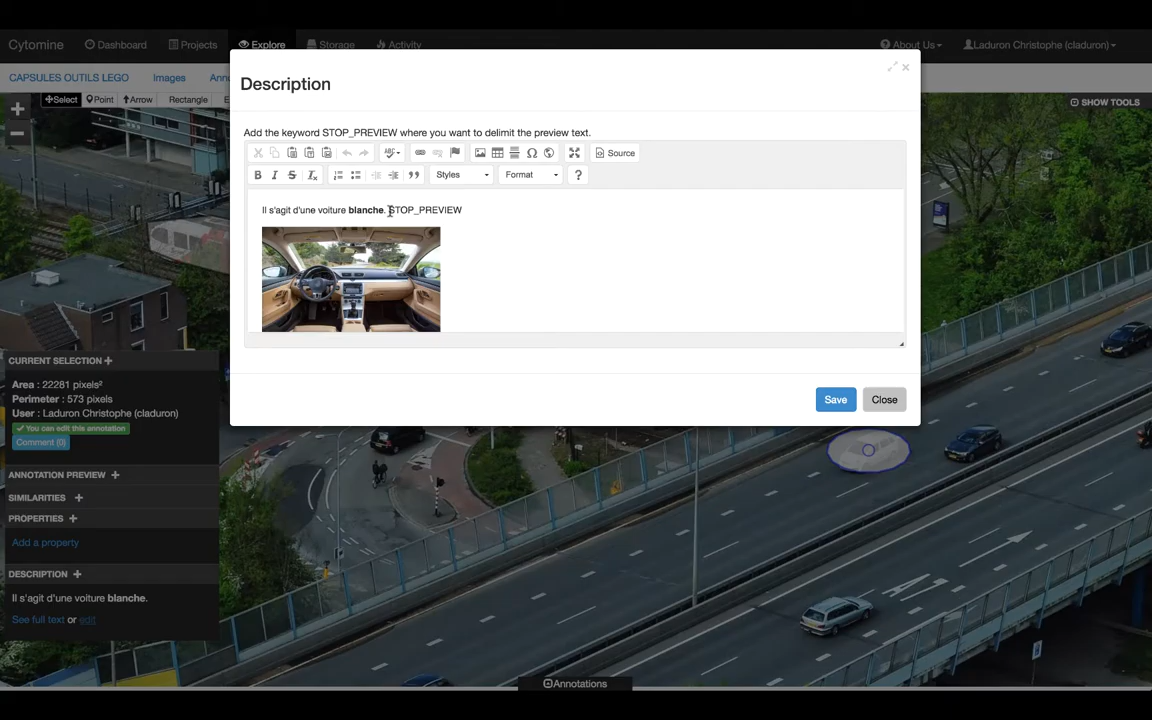 Cytomine Dashboard Projects Explore Storage Activity About Us Laduron Christophe (claduron)
CAPSULES OUTILS LEGO Images
Select Point Arrow Rectangle
SHOW TOOLS
Description
Add the keyword STOP_PREVIEW where you want to delimit the preview text.
ABC Source
B I S Ix Styles Format ?
Il s'agit d'une voiture blanche. STOP_PREVIEW
CURRENT SELECTION
Area : 22281 pixels²
Perimeter : 573 pixels
User : Laduron Christophe (claduron)
You can edit this annotation
Comment (0)
Save Close
ANNOTATION PREVIEW
SIMILARITIES
PROPERTIES
Add a property
DESCRIPTION
Il s'agit d'une voiture blanche.
See full text or edit
Annotations